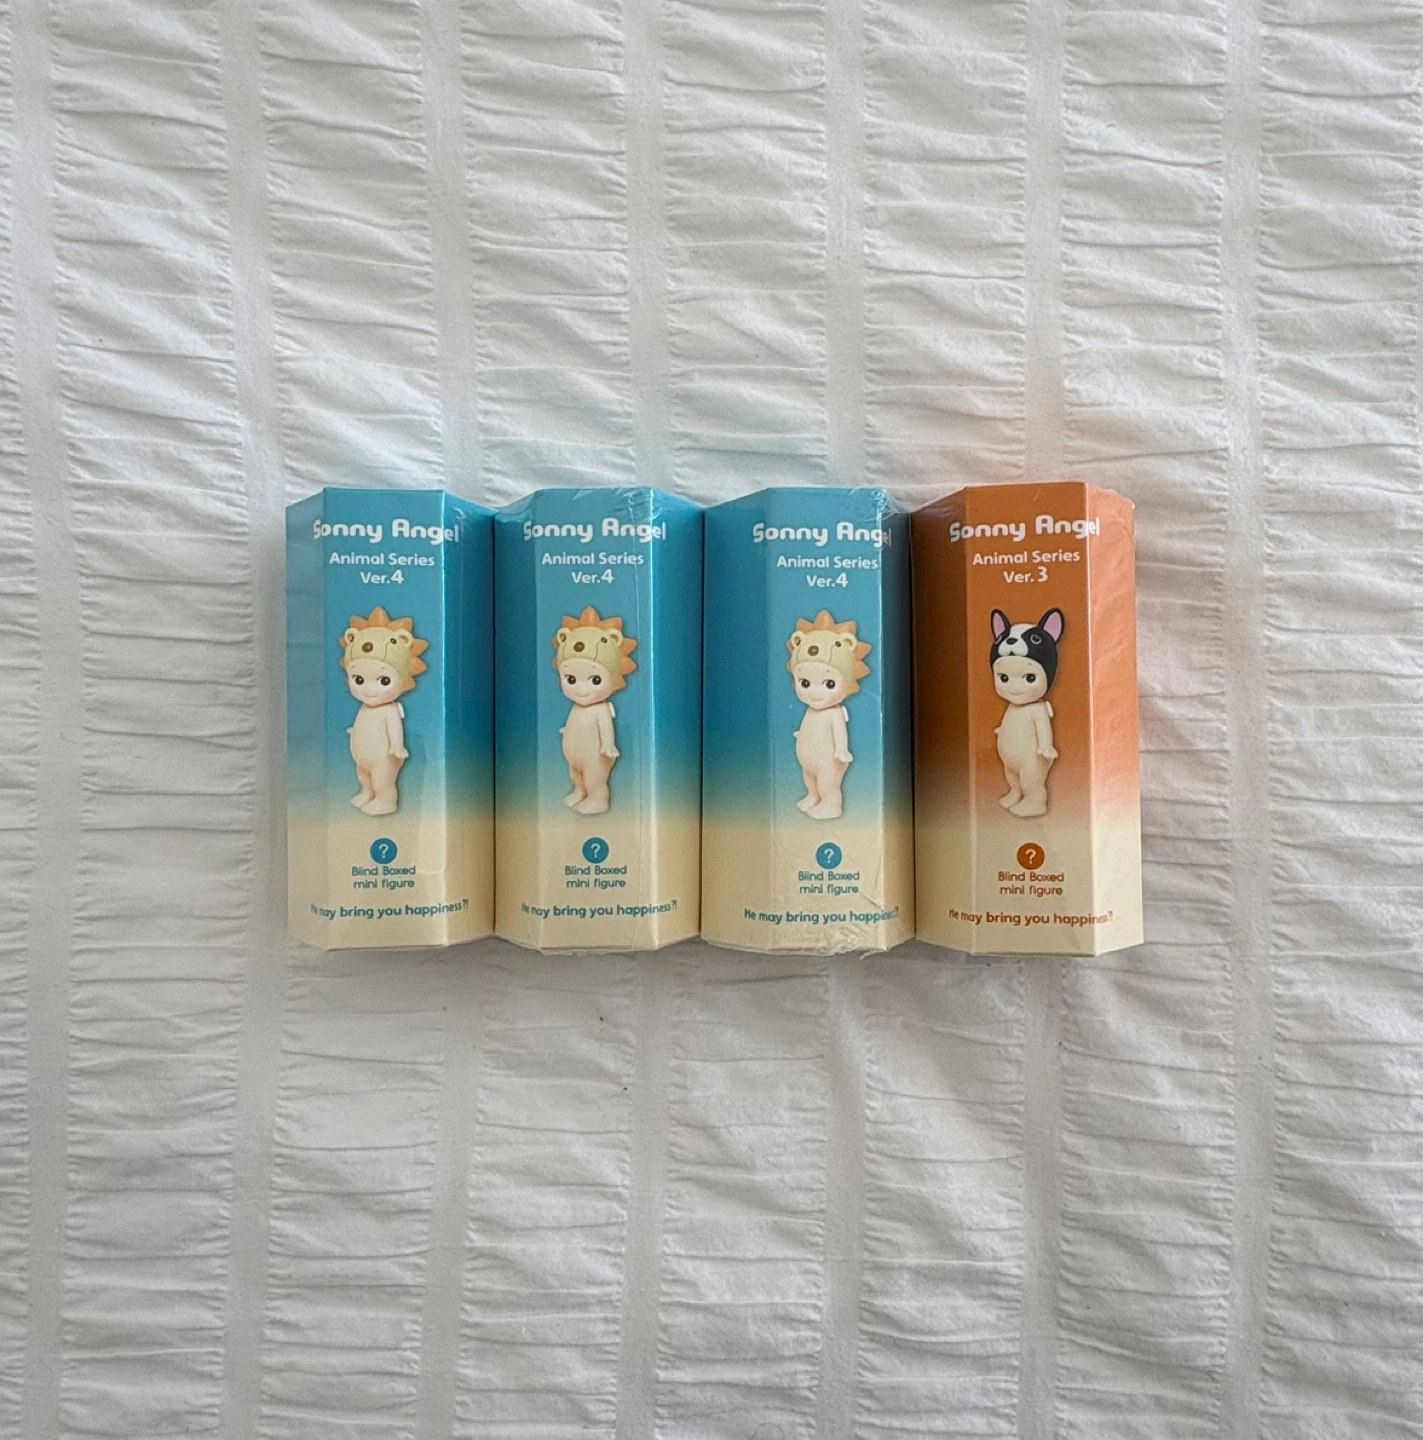 Sonny Angel
Animal Series
Ver.4
?
Blind Boxed
mini figure
He may bring you happiness?!
Sonny Angel
Animal Series
Ver.4
?
Blind Boxed
mini figure
He may bring you happiness?!
Sonny Angel
Animal Series
Ver.4
?
Blind Boxed
mini figure
He may bring you happiness?!
Sonny Angel
Animal Series
Ver.3
?
Blind Boxed
mini figure
He may bring you happiness?!